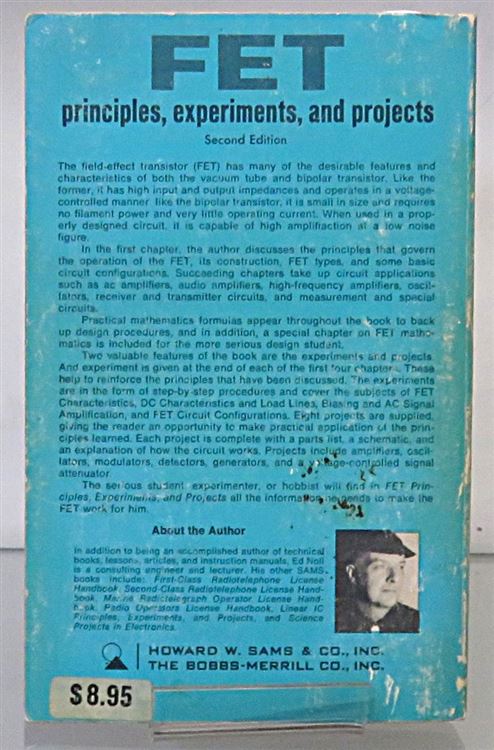 FET
principles, experiments, and projects
Second Edition
The field-effect transistor (FET) has many of the desirable features and
characteristics of both the vacuum tube and bipolar transistor. Like the
former, it has high input and output impedances and operates in a voltage-
controlled manner like the bipolar transistor, it is small in size and requires
no filament power and very little operating current. When used in a prop-
erly designed circuit, it is capable of high amplification at a low noise
figure.
In the first chapter, the author discusses the principles that govern
the operation of the FET, its construction, FET types, and some basic
circuit configurations. Succeeding chapters take up circuit applications
such as ac amplifiers, audio amplifiers, high-frequency amplifiers, oscil-
lators, receiver and transmitter circuits, and measurement and special
circuits.
Practical mathematics formulas appear throughout the book to back
up design procedures, and in addition, a special chapter on FET mathe-
matics is included for the more serious design student.
Two valuable features of the book are the experiments and projects.
And experiment is given at the end of each of the first four chapters. These
help to reinforce the principles that have been discussed. The experiments
are in the form of step-by-step procedures and cover the subjects of FET
Characteristics, DC Characteristics and Load Lines, Biasing and AC Signal
Amplification, and FET Circuit Configurations. Eight projects are supplied,
giving the reader an opportunity to make practical application of the prin-
ciples learned. Each project is complete with a parts list, a schematic, and
an explanation of how the circuit works. Projects include amplifiers, oscil-
lators, modulators, detectors, generators, and a voltage-controlled signal
attenuator.
The serious student, experimenter, or hobbist will find in FET Prin-
ciples, Experiments, and Projects all the information he needs to make the
FET work for him.
About the Author
In addition to being an accomplished author of technical
books, lessons, articles, and instruction manuals, Ed Noll
is a consulting engineer and lecturer. His other SAMS
books include: First-Class Radiotelephone License
Handbook, Second-Class Radiotelephone License Hand-
book, Marine Radiotelegraph Operator License Hand-
book, Radio Operators License Handbook, Linear IC
Principles, Experiments, and Projects, and Science
Projects in Electronics.
HOWARD W. SAMS & CO., INC.
THE BOBBS-MERRILL CO., INC.
$8.95